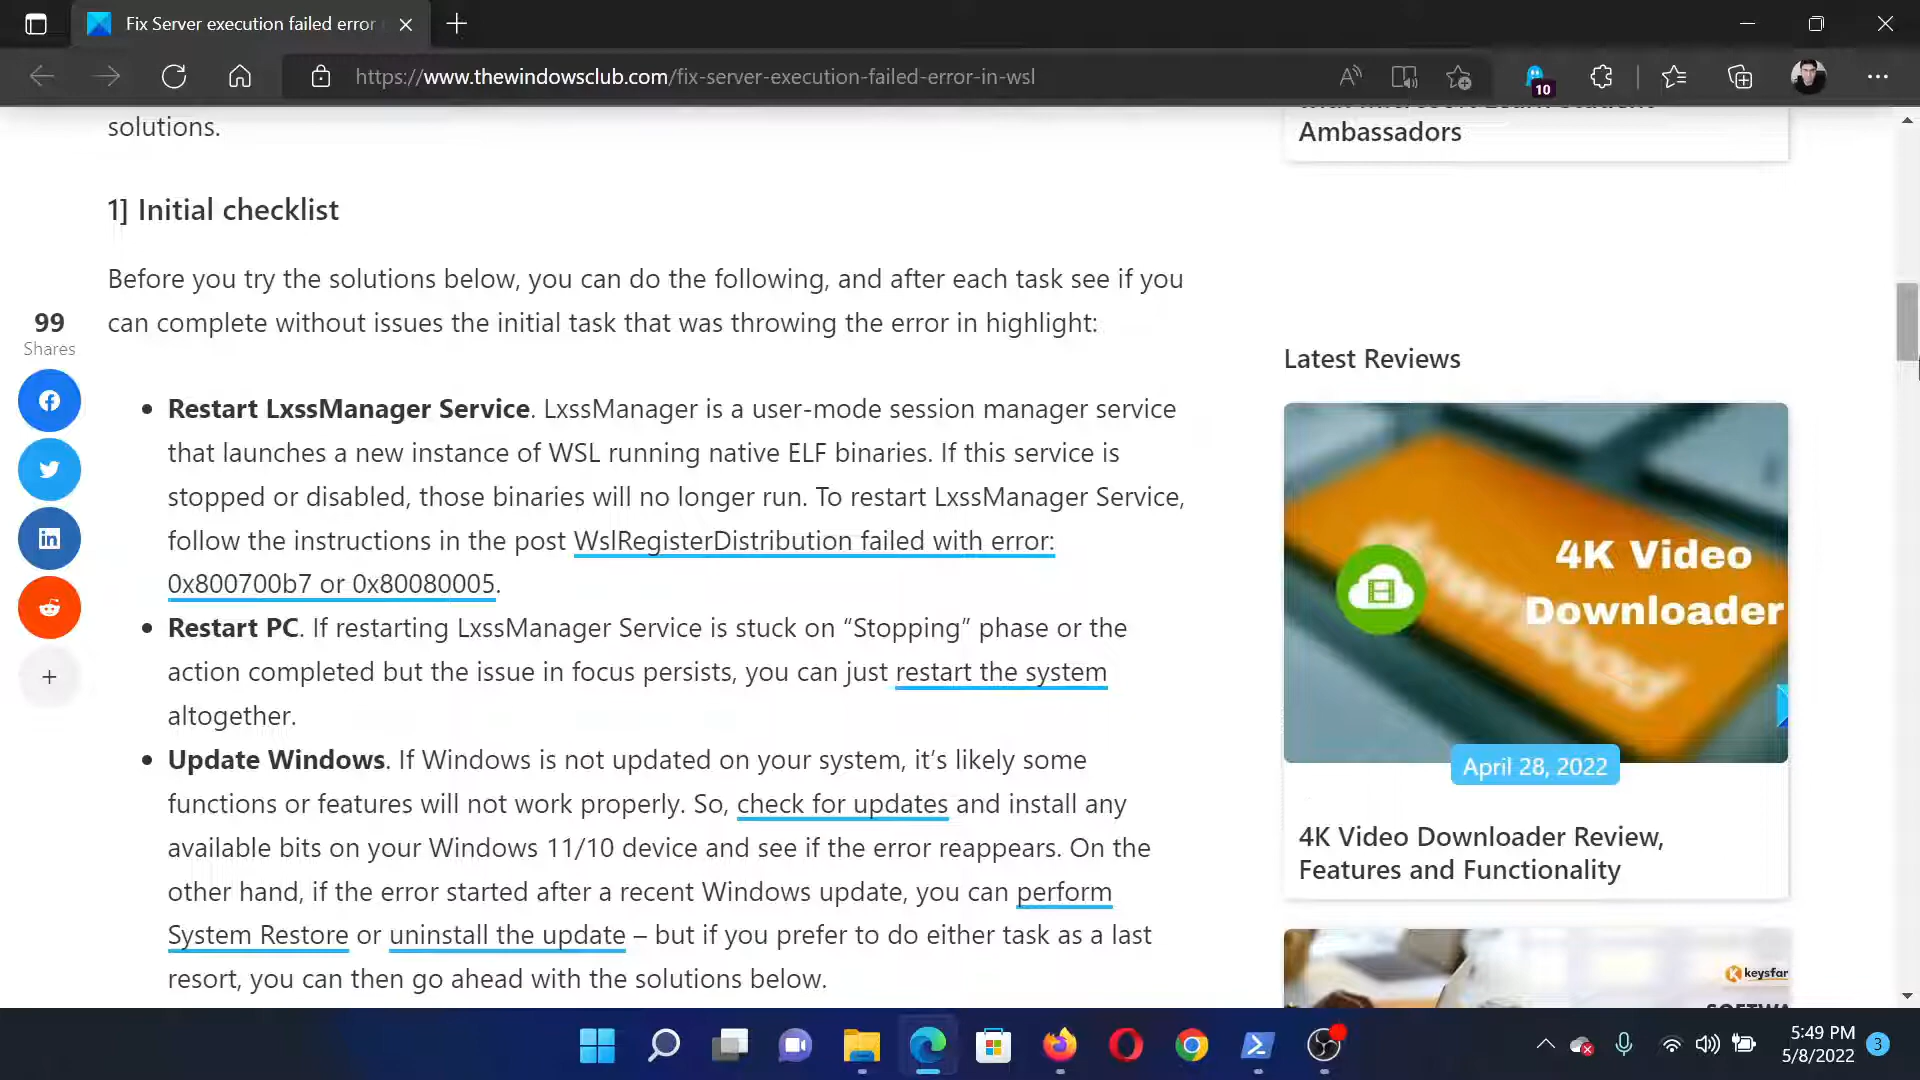 Fix Server execution failed error
https://www.thewindowsclub.com/fix-server-execution-failed-error-in-wsl
10
solutions.
Ambassadors
1] Initial checklist
Before you try the solutions below, you can do the following, and after each task see if you
can complete without issues the initial task that was throwing the error in highlight:
99
Shares
Latest Reviews
• Restart LxssManager Service. LxssManager is a user-mode session manager service
that launches a new instance of WSL running native ELF binaries. If this service is
stopped or disabled, those binaries will no longer run. To restart LxssManager Service,
follow the instructions in the post WslRegisterDistribution failed with error:
0x800700b7 or 0x80080005.
• Restart PC. If restarting LxssManager Service is stuck on “Stopping” phase or the
action completed but the issue in focus persists, you can just restart the system
altogether.
• Update Windows. If Windows is not updated on your system, it’s likely some
functions or features will not work properly. So, check for updates and install any
available bits on your Windows 11/10 device and see if the error reappears. On the
other hand, if the error started after a recent Windows update, you can perform
System Restore or uninstall the update – but if you prefer to do either task as a last
resort, you can then go ahead with the solutions below.
download
4K Video
Downloader
April 28, 2022
4K Video Downloader Review,
Features and Functionality
keysfan
5:49 PM
5/8/2022
3